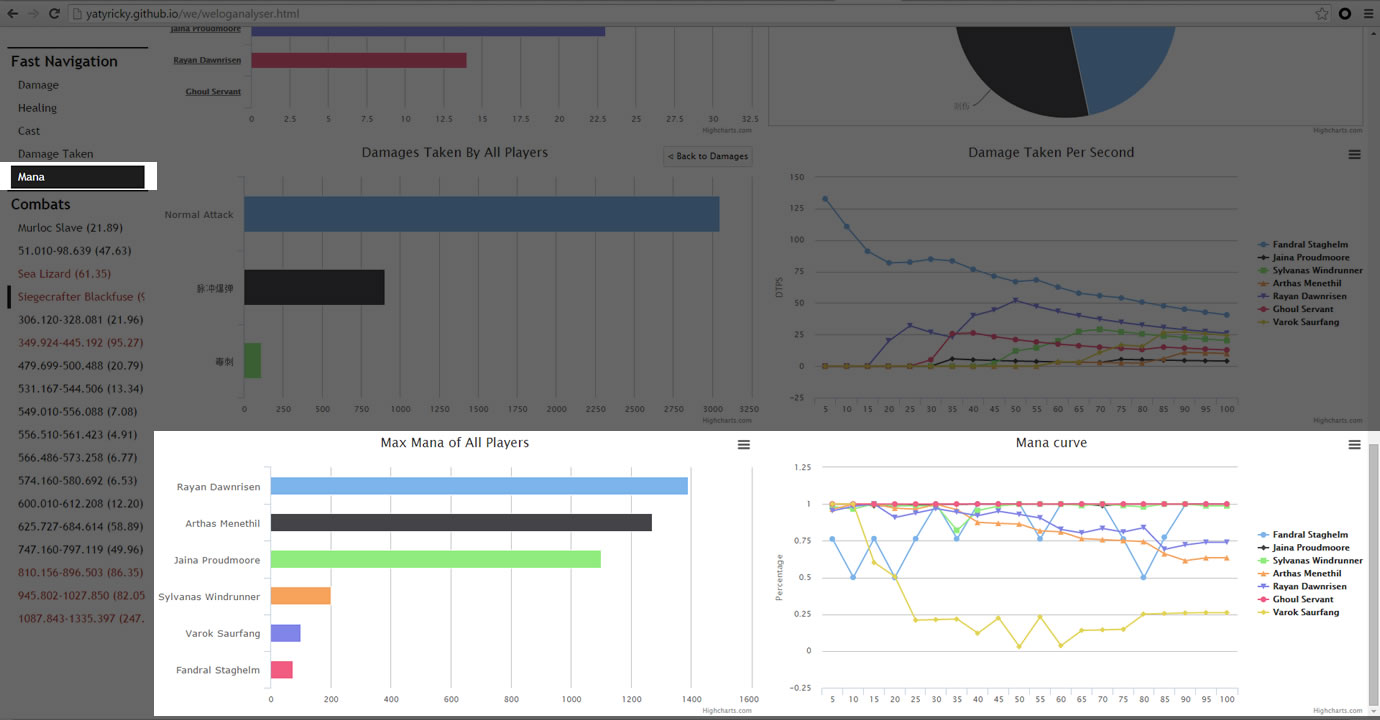 yatyricky.github.io/we/weloganalyser.html
Fast Navigation
Damage
Healing
Cast
Damage Taken
Mana
Combats
Murloc Slave (21.89)
51.010-98.639 (47.63)
Sea Lizard (61.35)
Siegecrafter Blackfuse (9
306.120-328.081 (21.96)
349.924-445.192 (95.27)
479.699-500.488 (20.79)
531.167-544.506 (13.34)
549.010-556.088 (7.08)
556.510-561.423 (4.91)
566.486-573.258 (6.77)
574.160-580.692 (6.53)
600.010-612.208 (12.20)
625.727-684.614 (58.89)
747.160-797.119 (49.96)
810.156-896.503 (86.35)
945.802-1027.850 (82.05
1087.843-1335.397 (247.
Jaina Proudmoore
Rayan Dawnrisen
Ghoul Servant
0 2.5 5 7.5 10 12.5 15 17.5 20 22.5 25 27.5 30 32.5
Highcharts.com
Highcharts.com
Damages Taken By All Players
< Back to Damages
Normal Attack
脉冲爆弹
毒刺
0 250 500 750 1000 1250 1500 1750 2000 2250 2500 2750 3000 3250
Highcharts.com
Damage Taken Per Second
DTPS
150
125
100
75
50
25
0
-25
5 10 15 20 25 30 35 40 45 50 55 60 65 70 75 80 85 90 95 100
Fandral Staghelm
Jaina Proudmoore
Sylvanas Windrunner
Arthas Menethil
Rayan Dawnrisen
Ghoul Servant
Varok Saurfang
Highcharts.com
Max Mana of All Players
Rayan Dawnrisen
Arthas Menethil
Jaina Proudmoore
Sylvanas Windrunner
Varok Saurfang
Fandral Staghelm
0 200 400 600 800 1000 1200 1400 1600
Highcharts.com
Mana curve
Percentage
1.25
1
0.75
0.5
0.25
0
-0.25
5 10 15 20 25 30 35 40 45 50 55 60 65 70 75 80 85 90 95 100
Fandral Staghelm
Jaina Proudmoore
Sylvanas Windrunner
Arthas Menethil
Rayan Dawnrisen
Ghoul Servant
Varok Saurfang
Highcharts.com